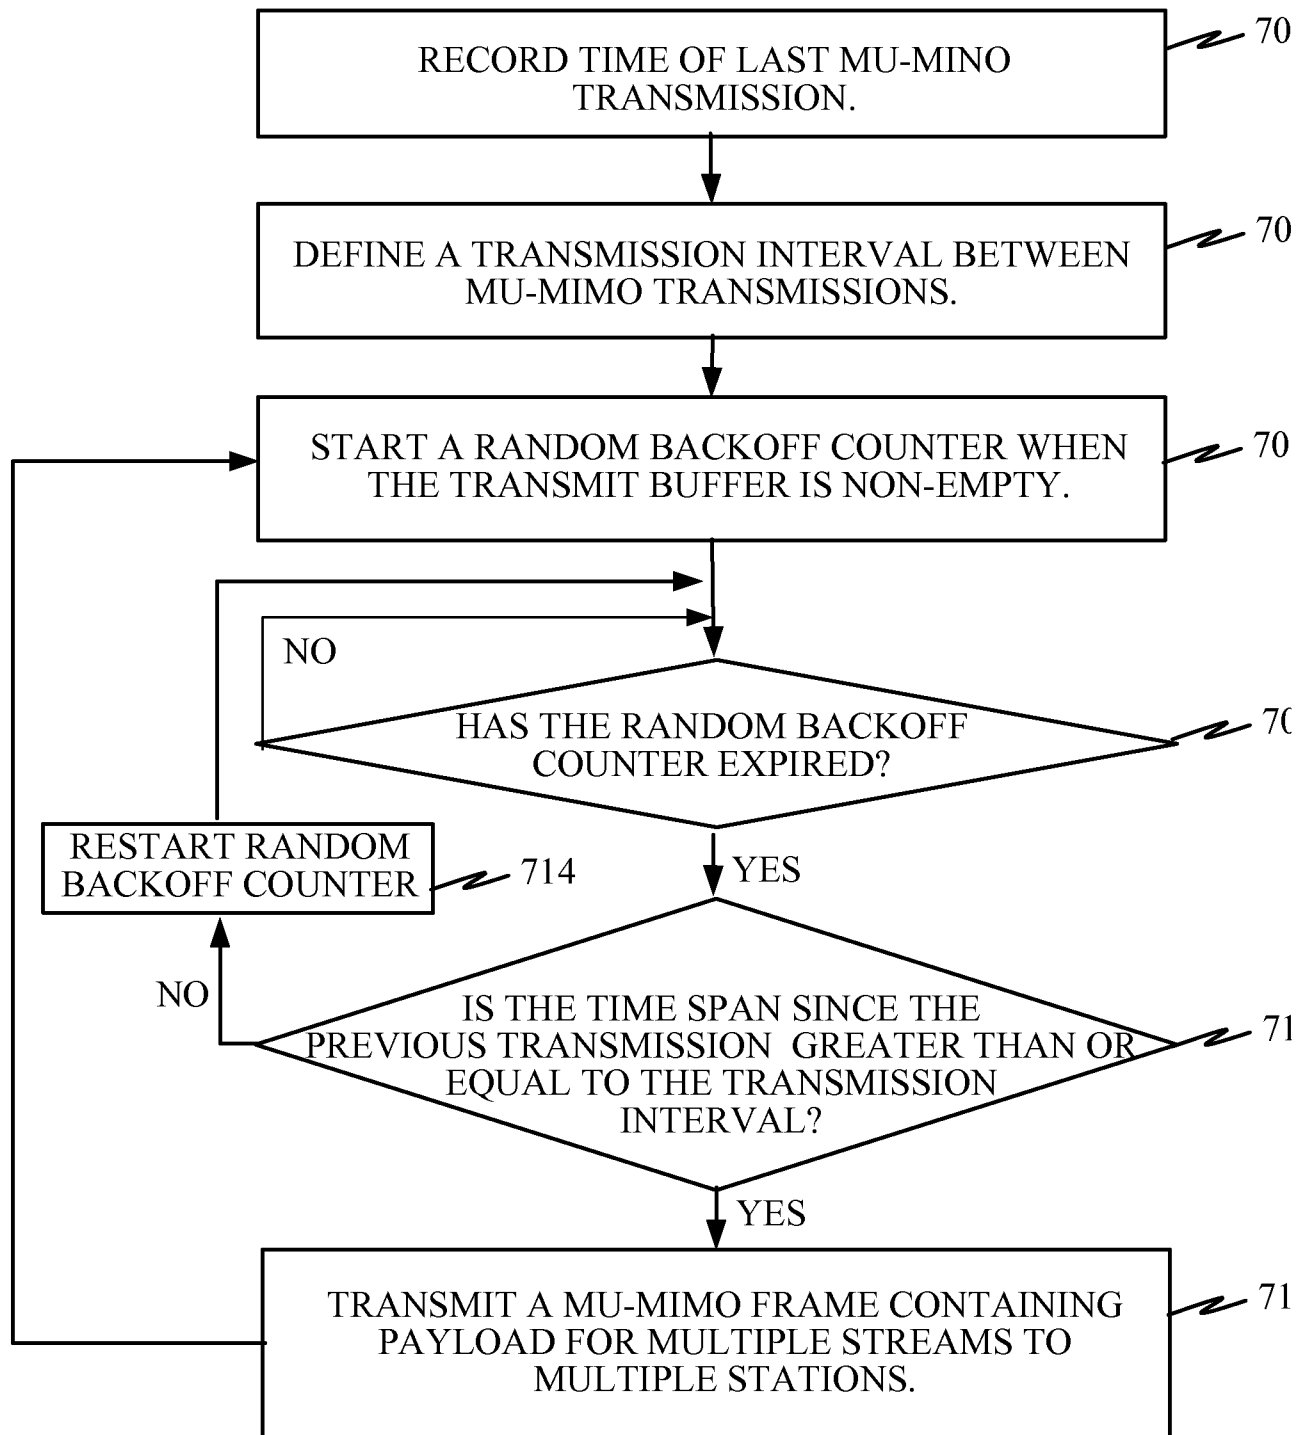 RECORD TIME OF LAST MU-MINO
TRANSMISSION.
70
DEFINE A TRANSMISSION INTERVAL BETWEEN
MU-MIMO TRANSMISSIONS.
70
START A RANDOM BACKOFF COUNTER WHEN
THE TRANSMIT BUFFER IS NON-EMPTY.
70
NO
HAS THE RANDOM BACKOFF
COUNTER EXPIRED?
70
YES
RESTART RANDOM
BACKOFF COUNTER
714
NO
IS THE TIME SPAN SINCE THE
PREVIOUS TRANSMISSION GREATER THAN OR
EQUAL TO THE TRANSMISSION
INTERVAL?
71
YES
TRANSMIT A MU-MIMO FRAME CONTAINING
PAYLOAD FOR MULTIPLE STREAMS TO
MULTIPLE STATIONS.
71